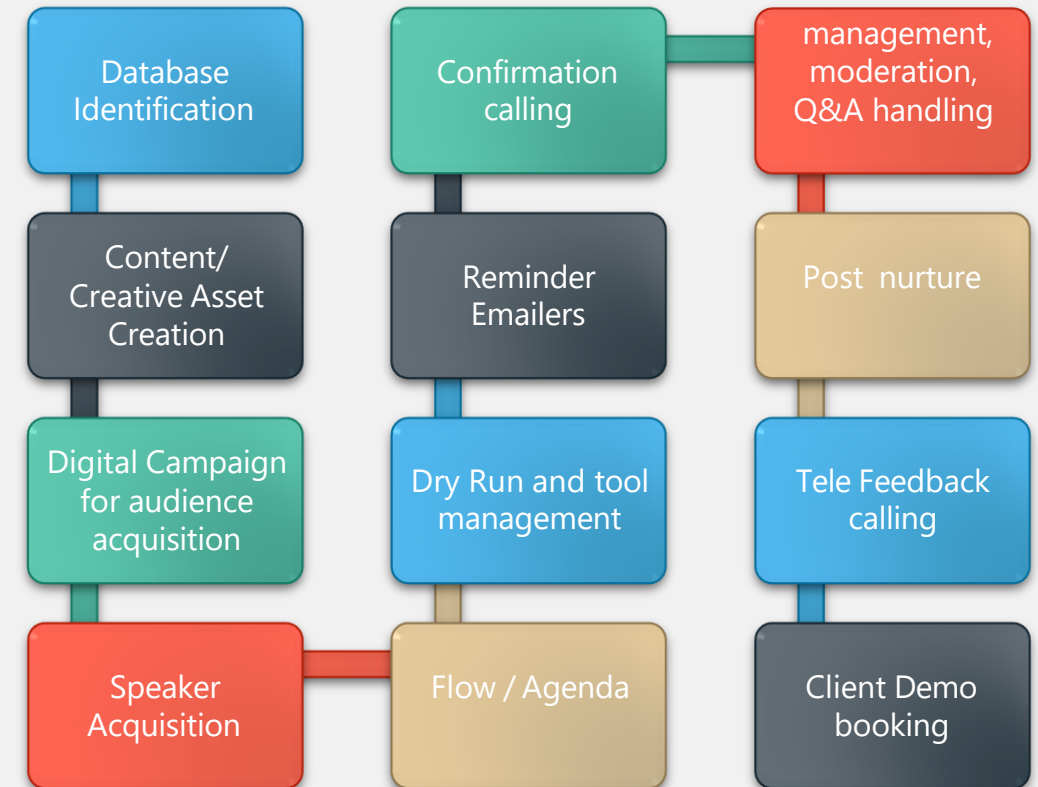 Database
Identification
Content/
Creative Asset
Creation
Digital Campaign
for audience
acquisition
Speaker
Acquisition
Flow / Agenda
Dry Run and tool
management
Reminder
Emailers
Confirmation
calling
management,
moderation,
Q&A handling
Post  nurture
Tele Feedback
calling
Client Demo
booking